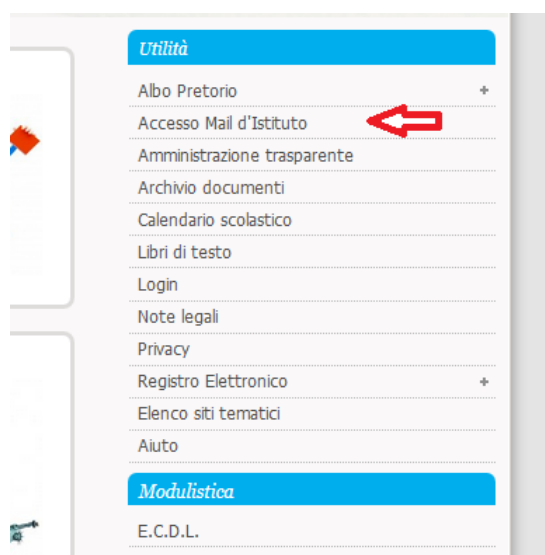 Utilità
Albo Pretorio +
Accesso Mail d'Istituto
Amministrazione trasparente
Archivio documenti
Calendario scolastico
Libri di testo
Login
Note legali
Privacy
Registro Elettronico +
Elenco siti tematici
Aiuto
Modulistica
E.C.D.L.